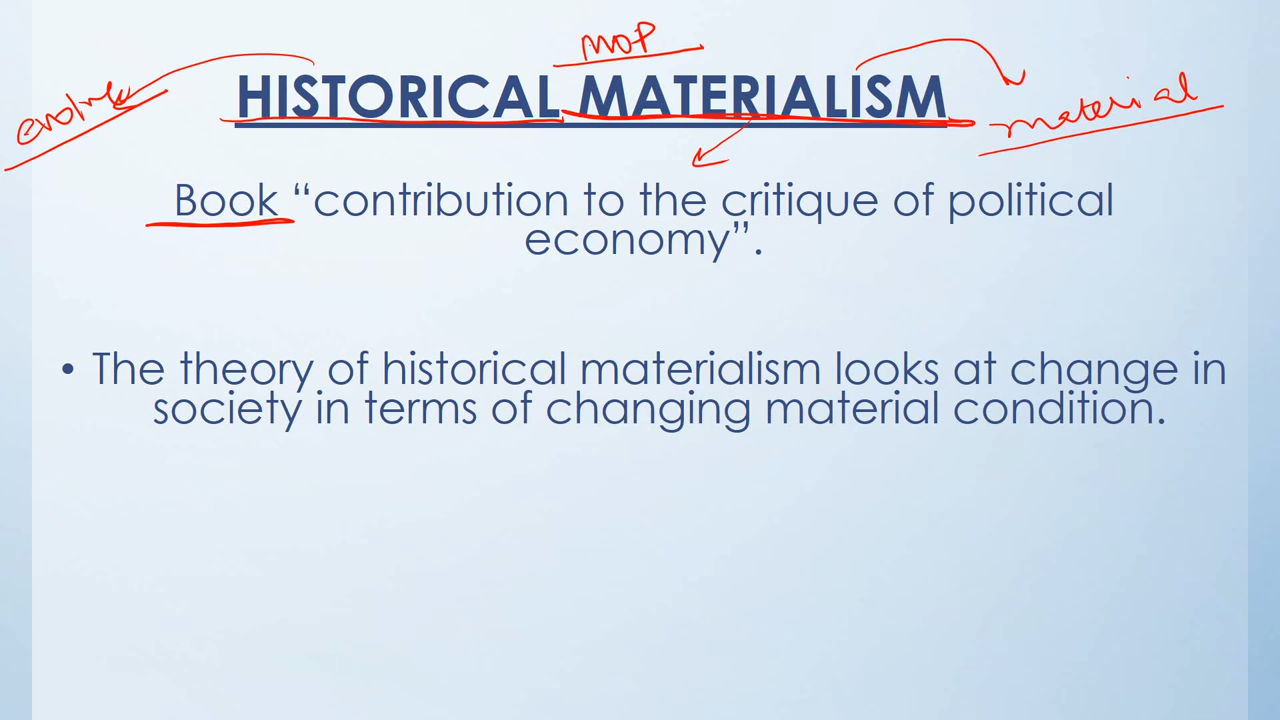 MOP
HISTORICAL MATERIALISM
material
Book “contribution to the critique of political
economy”.
• The theory of historical materialism looks at change in
society in terms of changing material condition.